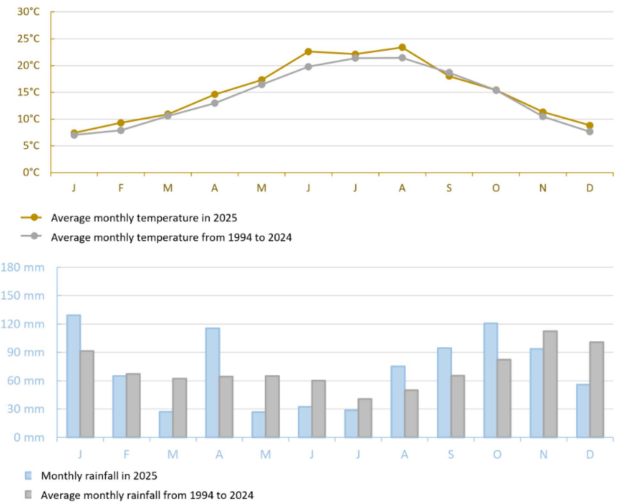 30°C
25°C
20°C
15°C
10°C
5°C
0°C
J F M A M J J A S O N D
Average monthly temperature in 2025
Average monthly temperature from 1994 to 2024
180 mm
150 mm
120 mm
90 mm
60 mm
30 mm
0 mm
J F M A M J J A S O N D
Monthly rainfall in 2025
Average monthly rainfall from 1994 to 2024